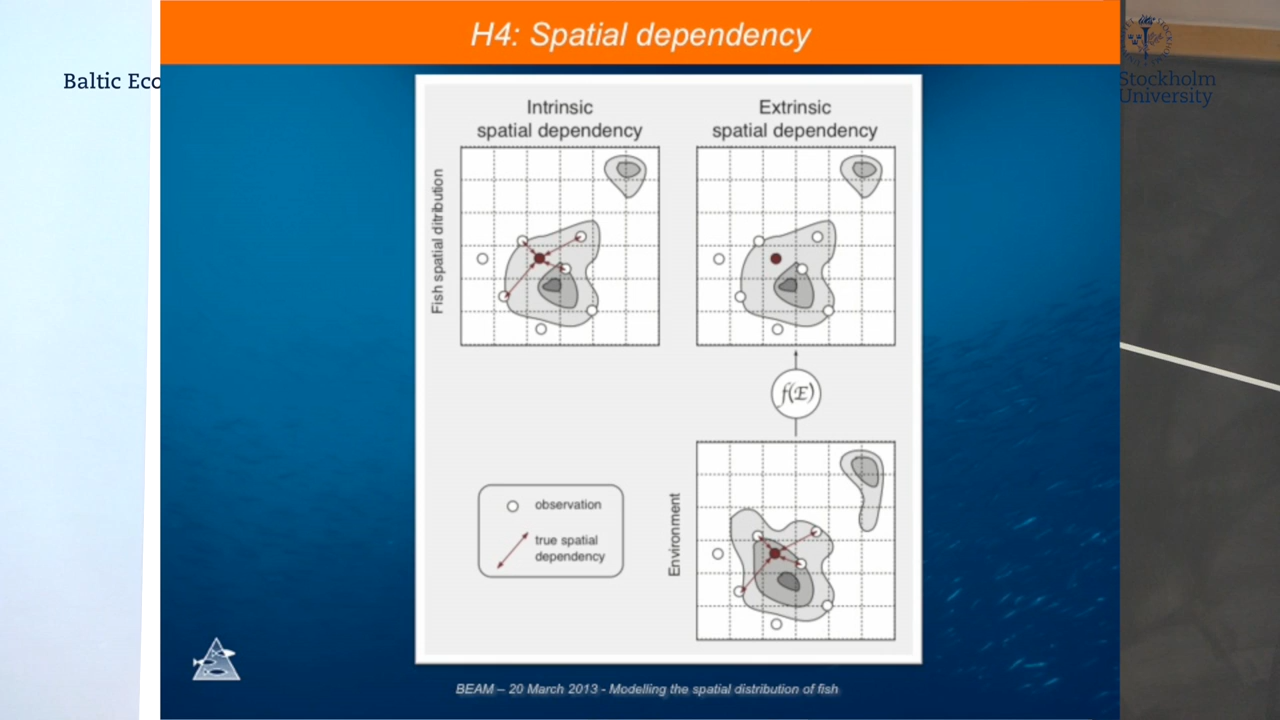 H4: Spatial dependency
Baltic Eco
Stockholm
University
Intrinsic
spatial dependency
Extrinsic
spatial dependency
Fish spatial ditribution
f(E)
observation
true spatial
dependency
Environment
BEAM – 20 March 2013 - Modelling the spatial distribution of fish